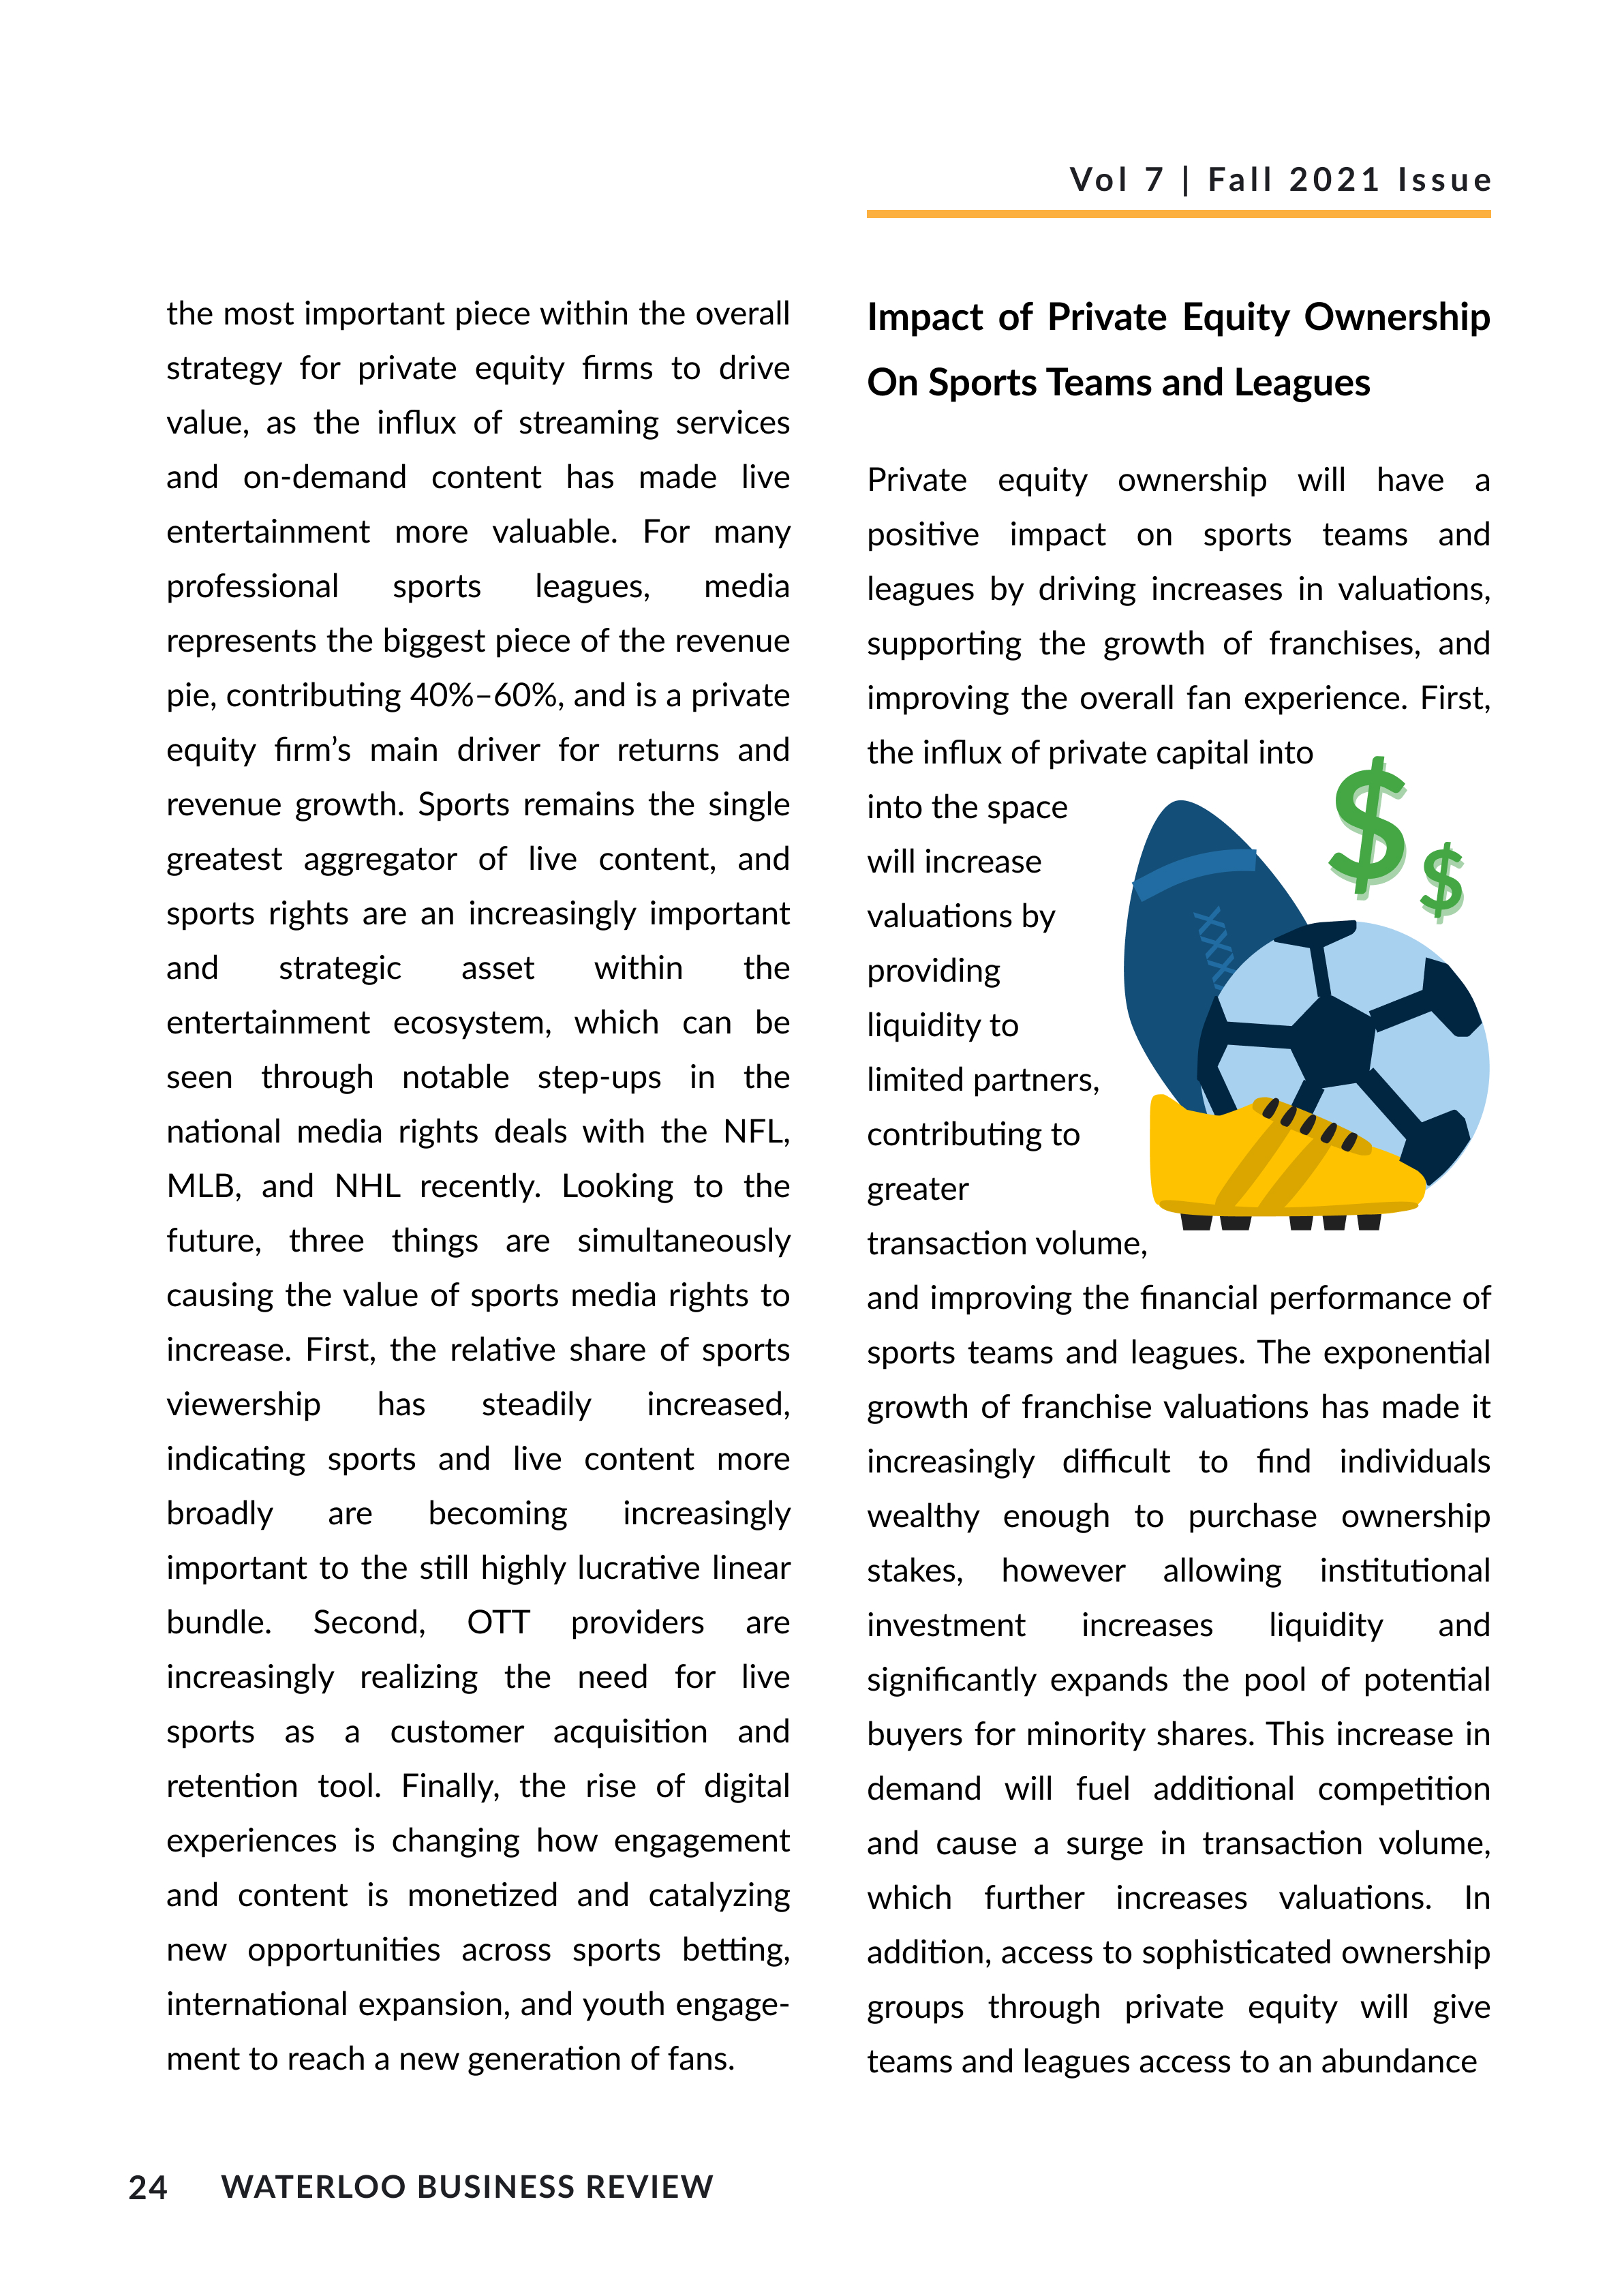 Vol 7 | Fall 2021 Issue
the most important piece within the overall
strategy for private equity firms to drive
value, as the influx of streaming services
and on-demand content has made live
entertainment more valuable. For many
professional sports leagues, media
represents the biggest piece of the revenue
pie, contributing 40%–60%, and is a private
equity firm’s main driver for returns and
revenue growth. Sports remains the single
greatest aggregator of live content, and
sports rights are an increasingly important
and strategic asset within the
entertainment ecosystem, which can be
seen through notable step-ups in the
national media rights deals with the NFL,
MLB, and NHL recently. Looking to the
future, three things are simultaneously
causing the value of sports media rights to
increase. First, the relative share of sports
viewership has steadily increased,
indicating sports and live content more
broadly are becoming increasingly
important to the still highly lucrative linear
bundle. Second, OTT providers are
increasingly realizing the need for live
sports as a customer acquisition and
retention tool. Finally, the rise of digital
experiences is changing how engagement
and content is monetized and catalyzing
new opportunities across sports betting,
international expansion, and youth engage-
ment to reach a new generation of fans.
Impact of Private Equity Ownership
On Sports Teams and Leagues
Private equity ownership will have a
positive impact on sports teams and
leagues by driving increases in valuations,
supporting the growth of franchises, and
improving the overall fan experience. First,
the influx of private capital into
into the space
will increase
valuations by
providing
liquidity to
limited partners,
contributing to
greater
transaction volume,
and improving the financial performance of
sports teams and leagues. The exponential
growth of franchise valuations has made it
increasingly difficult to find individuals
wealthy enough to purchase ownership
stakes, however allowing institutional
investment increases liquidity and
significantly expands the pool of potential
buyers for minority shares. This increase in
demand will fuel additional competition
and cause a surge in transaction volume,
which further increases valuations. In
addition, access to sophisticated ownership
groups through private equity will give
teams and leagues access to an abundance
$
$
24 WATERLOO BUSINESS REVIEW